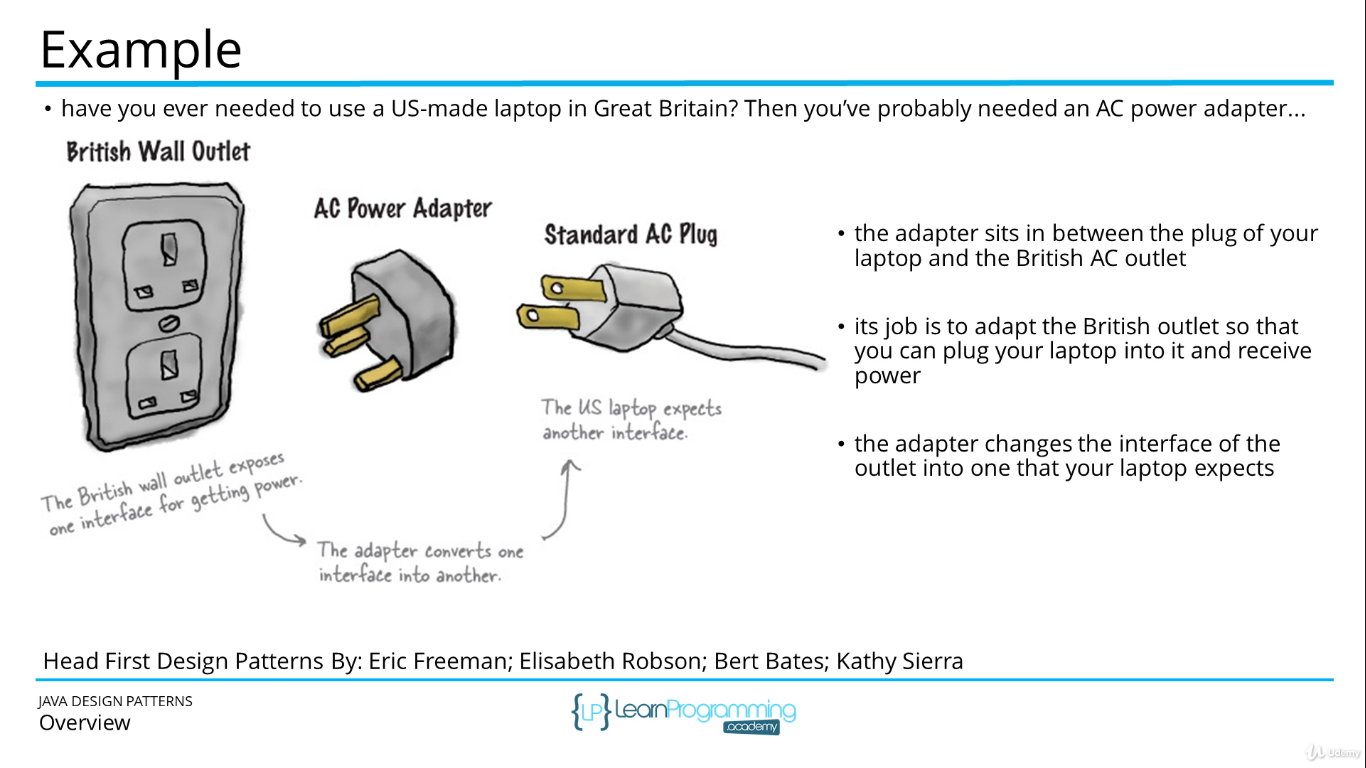 Example
• have you ever needed to use a US-made laptop in Great Britain? Then you’ve probably needed an AC power adapter...
British Wall Outlet
AC Power Adapter
Standard AC Plug
The British wall outlet exposes
one interface for getting power.
The adapter converts one
interface into another.
The US laptop expects
another interface.
• the adapter sits in between the plug of your
laptop and the British AC outlet
• its job is to adapt the British outlet so that
you can plug your laptop into it and receive
power
• the adapter changes the interface of the
outlet into one that your laptop expects
Head First Design Patterns By: Eric Freeman; Elisabeth Robson; Bert Bates; Kathy Sierra
JAVA DESIGN PATTERNS
Overview
{LP} LearnProgramming
.academy
Udemy